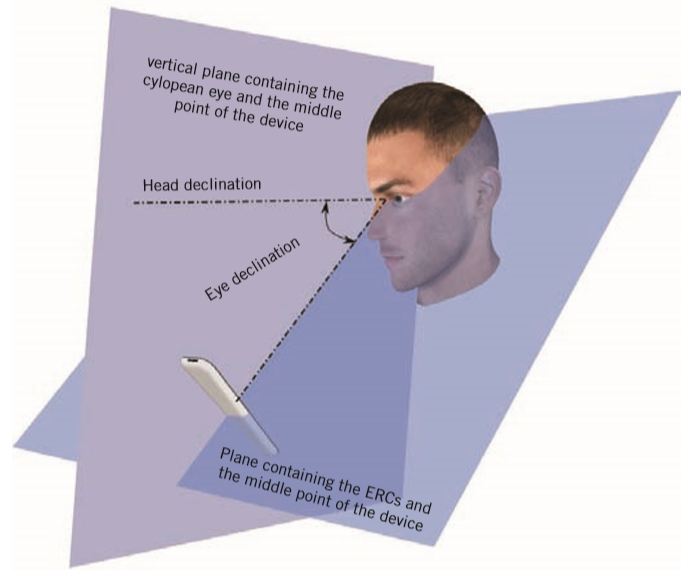 vertical plane containing the
cylopean eye and the middle
point of the device
Head declination
Eye declination
Plane containing the ERCs and
the middle point of the device